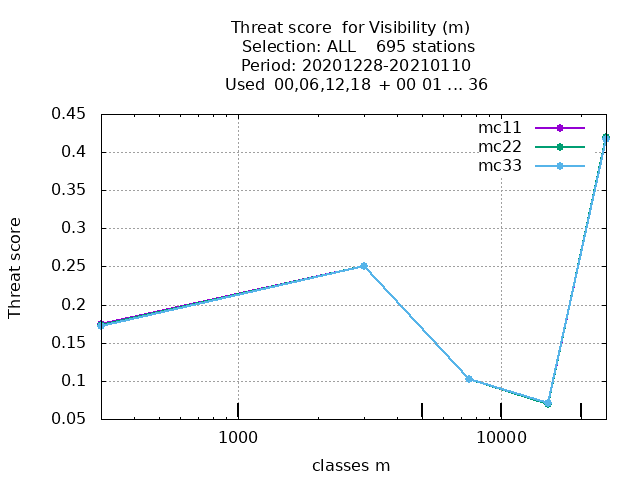 Threat score  for Visibility (m)
Selection: ALL    695 stations
Period: 20201228-20210110
Used  00,06,12,18  + 00 01 ... 36
0.45
mc11
mc22
0.4
mc33
0.35
0.3
0.25
Threat score
0.2
0.15
0.1
0.05
1000
10000
classes m